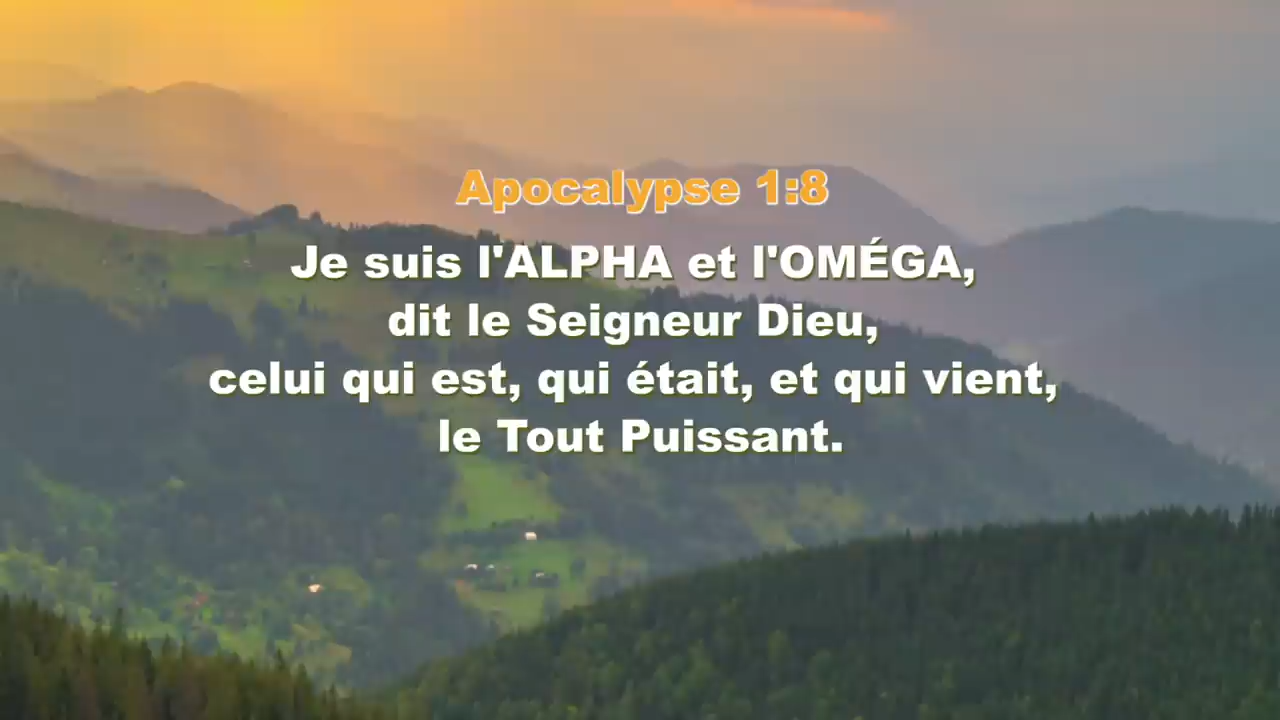 Apocalypse 1:8
Je suis l'ALPHA et l'OMÉGA,
dit le Seigneur Dieu,
celui qui est, qui était, et qui vient,
le Tout Puissant.